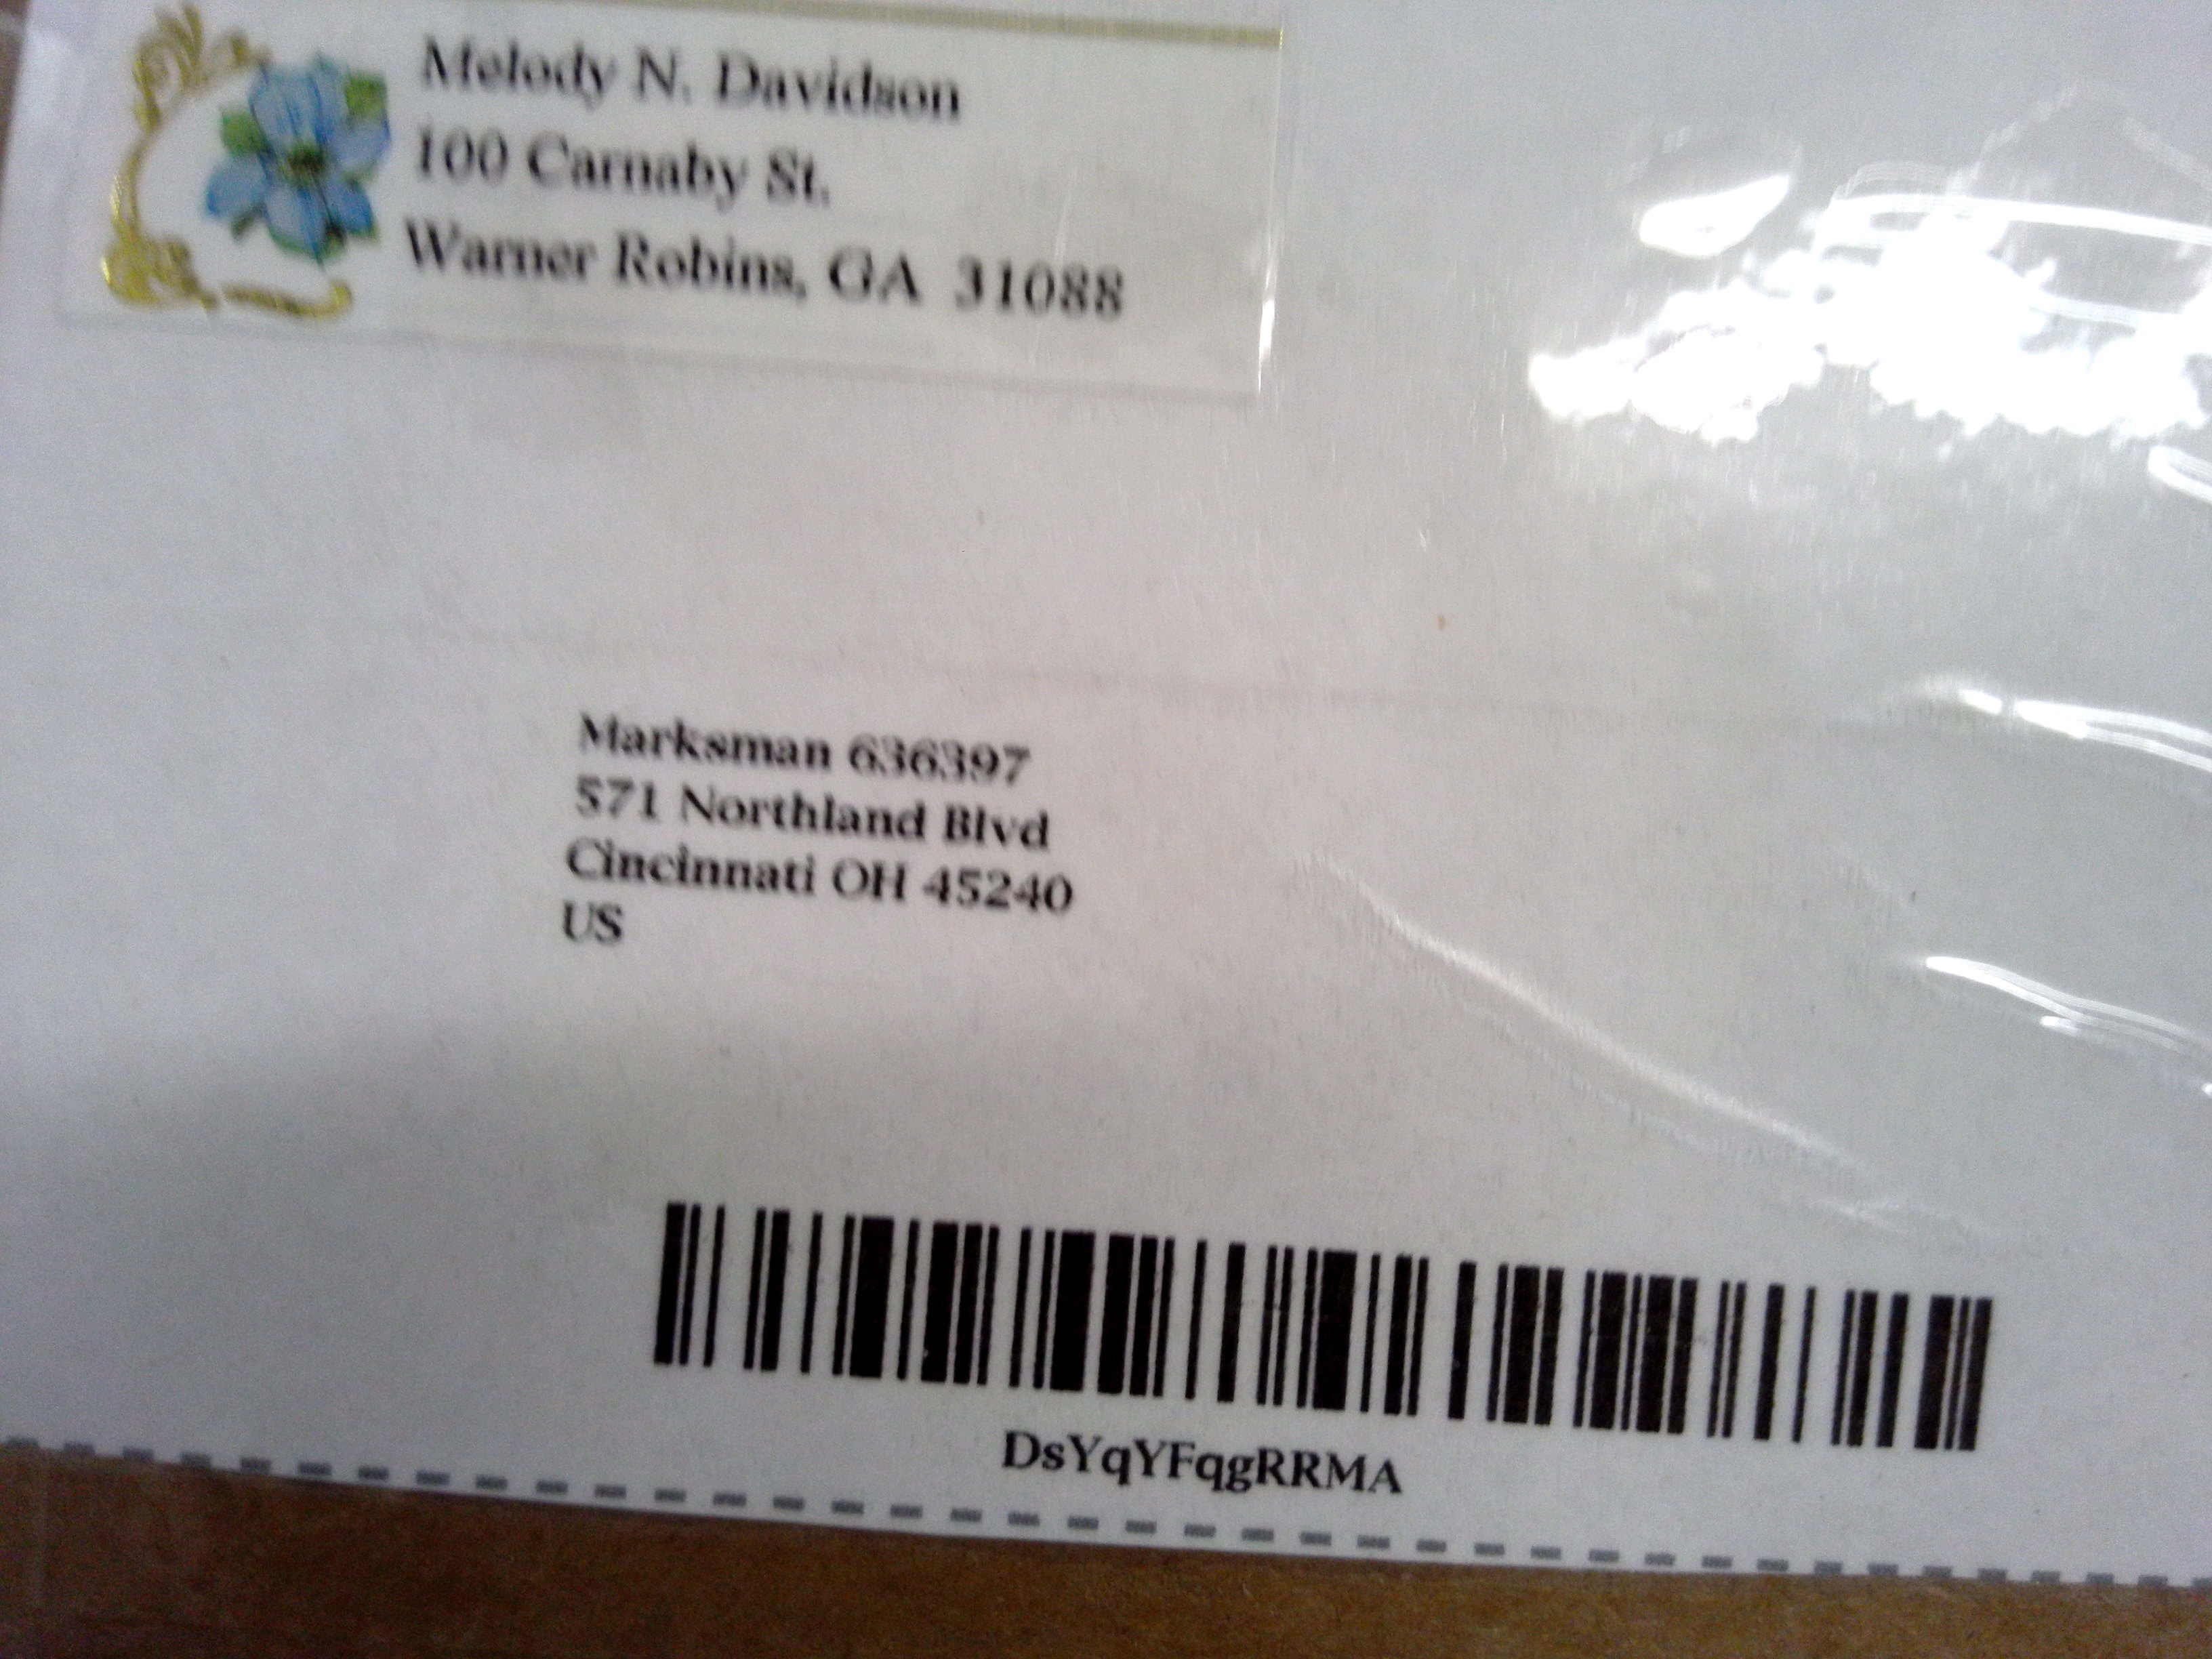 Melody N. Davidson
100 Carnaby St.
Warner Robins, GA 31088
Marksman 636397
571 Northland Blvd
Cincinnati OH 45240
US
DsYqYFqgRRMA